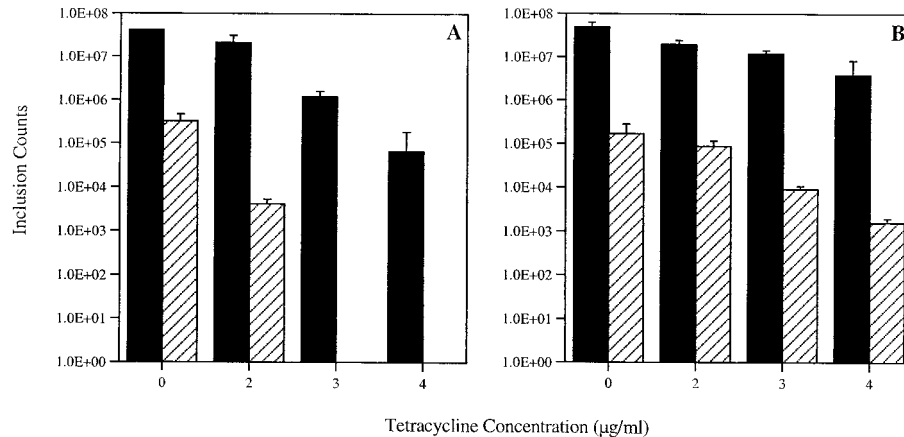 A
B
Inclusion Counts
1.0E+08
1.0E+07
1.0E+06
1.0E+05
1.0E+04
1.0E+03
1.0E+02
1.0E+01
1.0E+00
0
2
3
4
1.0E+08
1.0E+07
1.0E+06
1.0E+05
1.0E+04
1.0E+03
1.0E+02
1.0E+01
1.0E+00
0
2
3
4
Tetracycline Concentration (µg/ml)